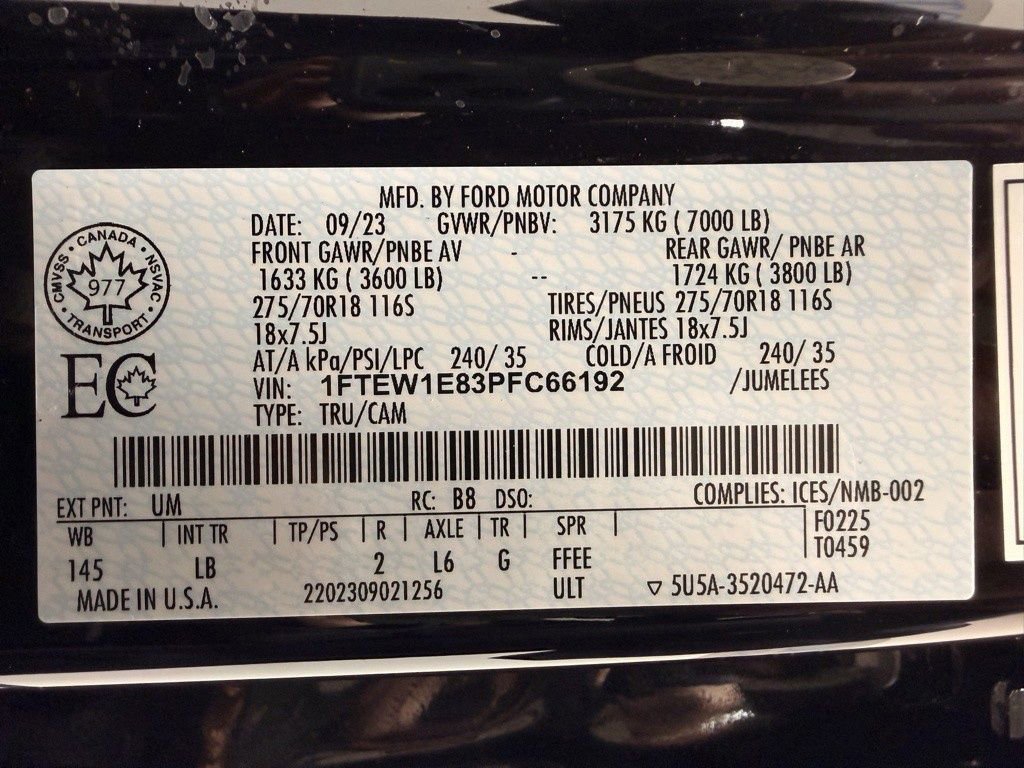 MFD. BY FORD MOTOR COMPANY
DATE: 09/23 GVWR/PNBV: 3175 KG ( 7000 LB)
FRONT GAWR/PNBE AV - REAR GAWR/ PNBE AR
1633 KG ( 3600 LB) -- 1724 KG ( 3800 LB)
275/70R18 116S TIRES/PNEUS 275/70R18 116S
18x7.5J RIMS/JANTES 18x7.5J
AT/A kPa/PSI/LPC 240/ 35 COLD/A FROID 240/ 35
VIN: 1FTEW1E83PFC66192 /JUMELEES
TYPE: TRU/CAM
CANADA
CMVSS · NSVAC
977
TRANSPORT
EC
EXT PNT: UM RC: B8 DSO: COMPLIES: ICES/NMB-002
WB | INT TR | TP/PS | R | AXLE | TR | SPR | F0225
T0459
145 LB 2 L6 G FFEE
MADE IN U.S.A. 2202309021256 ULT ▽ 5U5A-3520472-AA